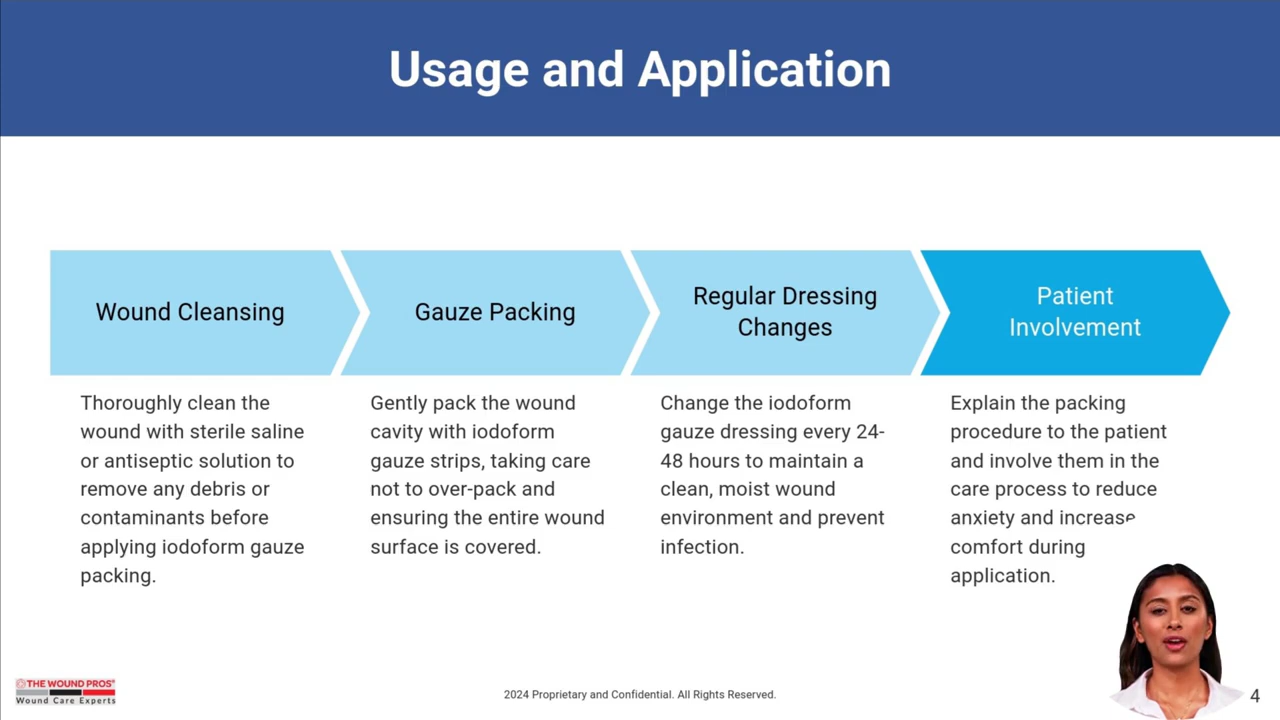 Usage and Application
Wound Cleansing
Thoroughly clean the
wound with sterile saline
or antiseptic solution to
remove any debris or
contaminants before
applying iodoform gauze
packing.
Gauze Packing
Gently pack the wound
cavity with iodoform
gauze strips, taking care
not to over-pack and
ensuring the entire wound
surface is covered.
Regular Dressing
Changes
Change the iodoform
gauze dressing every 24-
48 hours to maintain a
clean, moist wound
environment and prevent
infection.
Patient
Involvement
Explain the packing
procedure to the patient
and involve them in the
care process to reduce
anxiety and increase
comfort during
application.
THE WOUND PROS®
Wound Care Experts
2024 Proprietary and Confidential. All Rights Reserved.
4